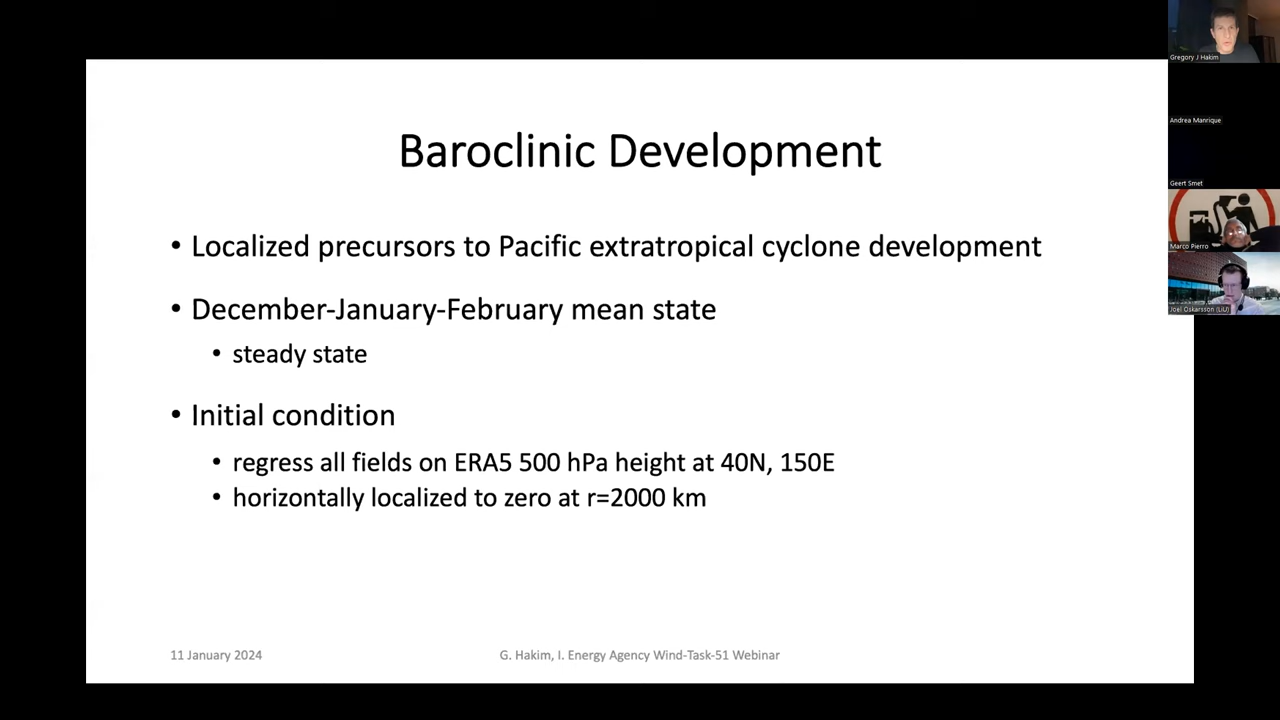 Baroclinic Development
• Localized precursors to Pacific extratropical cyclone development
• December-January-February mean state
• steady state
• Initial condition
• regress all fields on ERA5 500 hPa height at 40N, 150E
• horizontally localized to zero at r=2000 km
11 January 2024
G. Hakim, I. Energy Agency Wind-Task-51 Webinar
Gregory J Hakim
Andrea Manrique
Geert Smet
Marco Pierro
Joel Oskarsson (LiU)